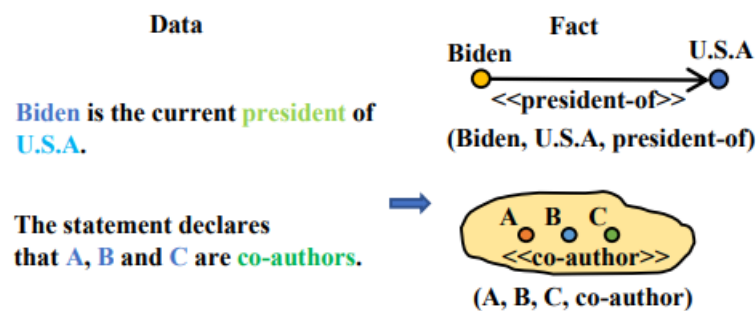 Data
Fact
Biden
U.S.A
<<president-of>>
Biden is the current president of
U.S.A.
(Biden, U.S.A, president-of)
The statement declares
that A, B and C are co-authors.
A B C
<<co-author>>
(A, B, C, co-author)